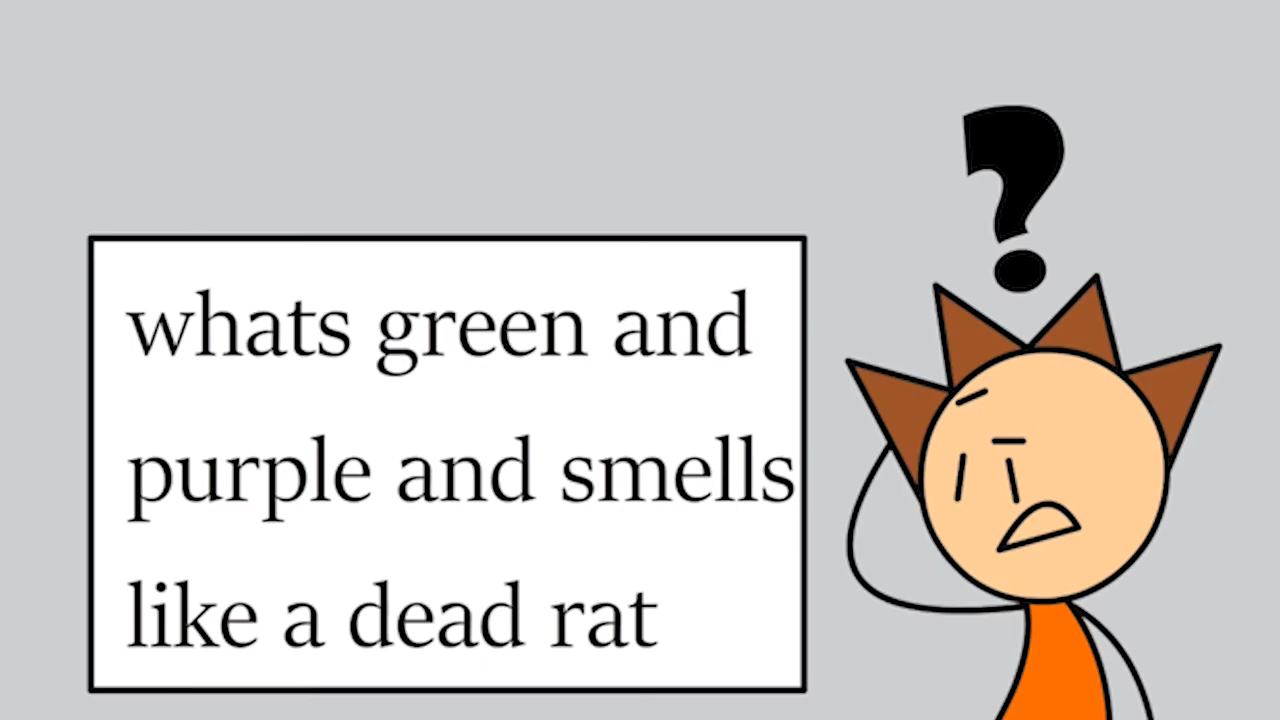 ?
whats green and
purple and smells
like a dead rat